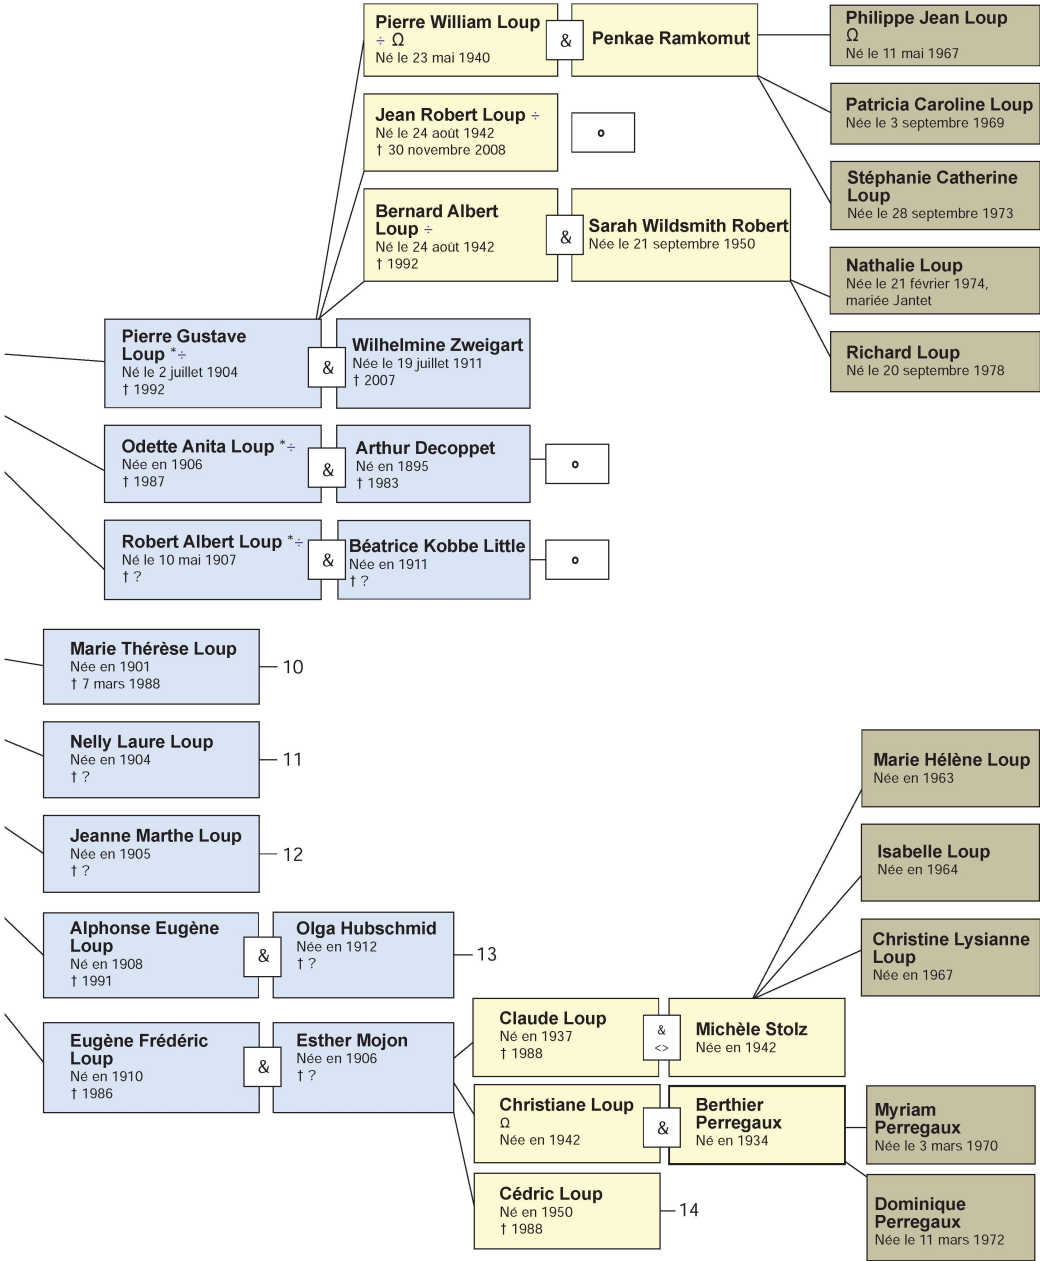 Pierre William Loup
÷ Ω
Né le 23 mai 1940
&
Penkae Ramkomut
Philippe Jean Loup
Ω
Né le 11 mai 1967
Patricia Caroline Loup
Née le 3 septembre 1969
Stéphanie Catherine
Loup
Née le 28 septembre 1973
Jean Robert Loup ÷
Né le 24 août 1942
† 30 novembre 2008
o
Bernard Albert
Loup ÷
Né le 24 août 1942
† 1992
&
Sarah Wildsmith Robert
Née le 21 septembre 1950
Nathalie Loup
Née le 21 février 1974,
mariée Jantet
Richard Loup
Né le 20 septembre 1978
Pierre Gustave
Loup *÷
Né le 2 juillet 1904
† 1992
&
Wilhelmine Zweigart
Née le 19 juillet 1911
† 2007
Odette Anita Loup *÷
Née en 1906
† 1987
&
Arthur Decoppet
Né en 1895
† 1983
o
Robert Albert Loup *÷
Né le 10 mai 1907
† ?
&
Béatrice Kobbe Little
Née en 1911
† ?
o
Marie Thérèse Loup
Née en 1901
† 7 mars 1988
10
Nelly Laure Loup
Née en 1904
† ?
11
Jeanne Marthe Loup
Née en 1905
† ?
12
Alphonse Eugène
Loup
Né en 1908
† 1991
&
Olga Hubschmid
Née en 1912
† ?
13
Eugène Frédéric
Loup
Né en 1910
† 1986
&
Esther Mojon
Née en 1906
† ?
Claude Loup
Né en 1937
† 1988
&
<>
Michèle Stolz
Née en 1942
Marie Hélène Loup
Née en 1963
Isabelle Loup
Née en 1964
Christine Lysianne
Loup
Née en 1967
Christiane Loup
Ω
Née en 1942
&
Berthier
Perregaux
Né en 1934
Myriam
Perregaux
Née le 3 mars 1970
Dominique
Perregaux
Née le 11 mars 1972
Cédric Loup
Né en 1950
† 1988
14